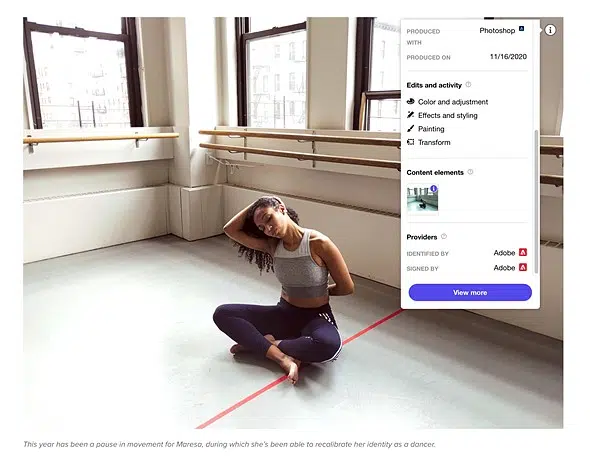 PRODUCED Photoshop
WITH
PRODUCED ON 11/16/2020
Edits and activity
Color and adjustment
Effects and styling
Painting
Transform
Content elements
Providers
IDENTIFIED BY Adobe
SIGNED BY Adobe
View more
This year has been a pause in movement for Maresa, during which she's been able to recalibrate her identity as a dancer.